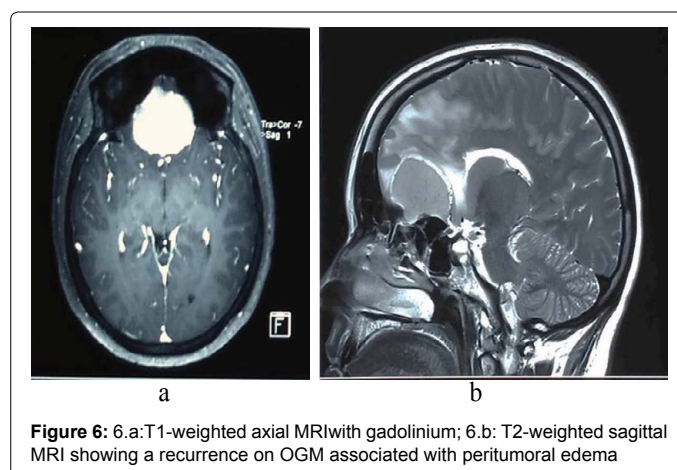 Tra>Cor -7
>Sag 1
F
a
b
Figure 6: 6.a:T1-weighted axial MRIwith gadolinium; 6.b: T2-weighted sagittal
MRI showing a recurrence on OGM associated with peritumoral edema